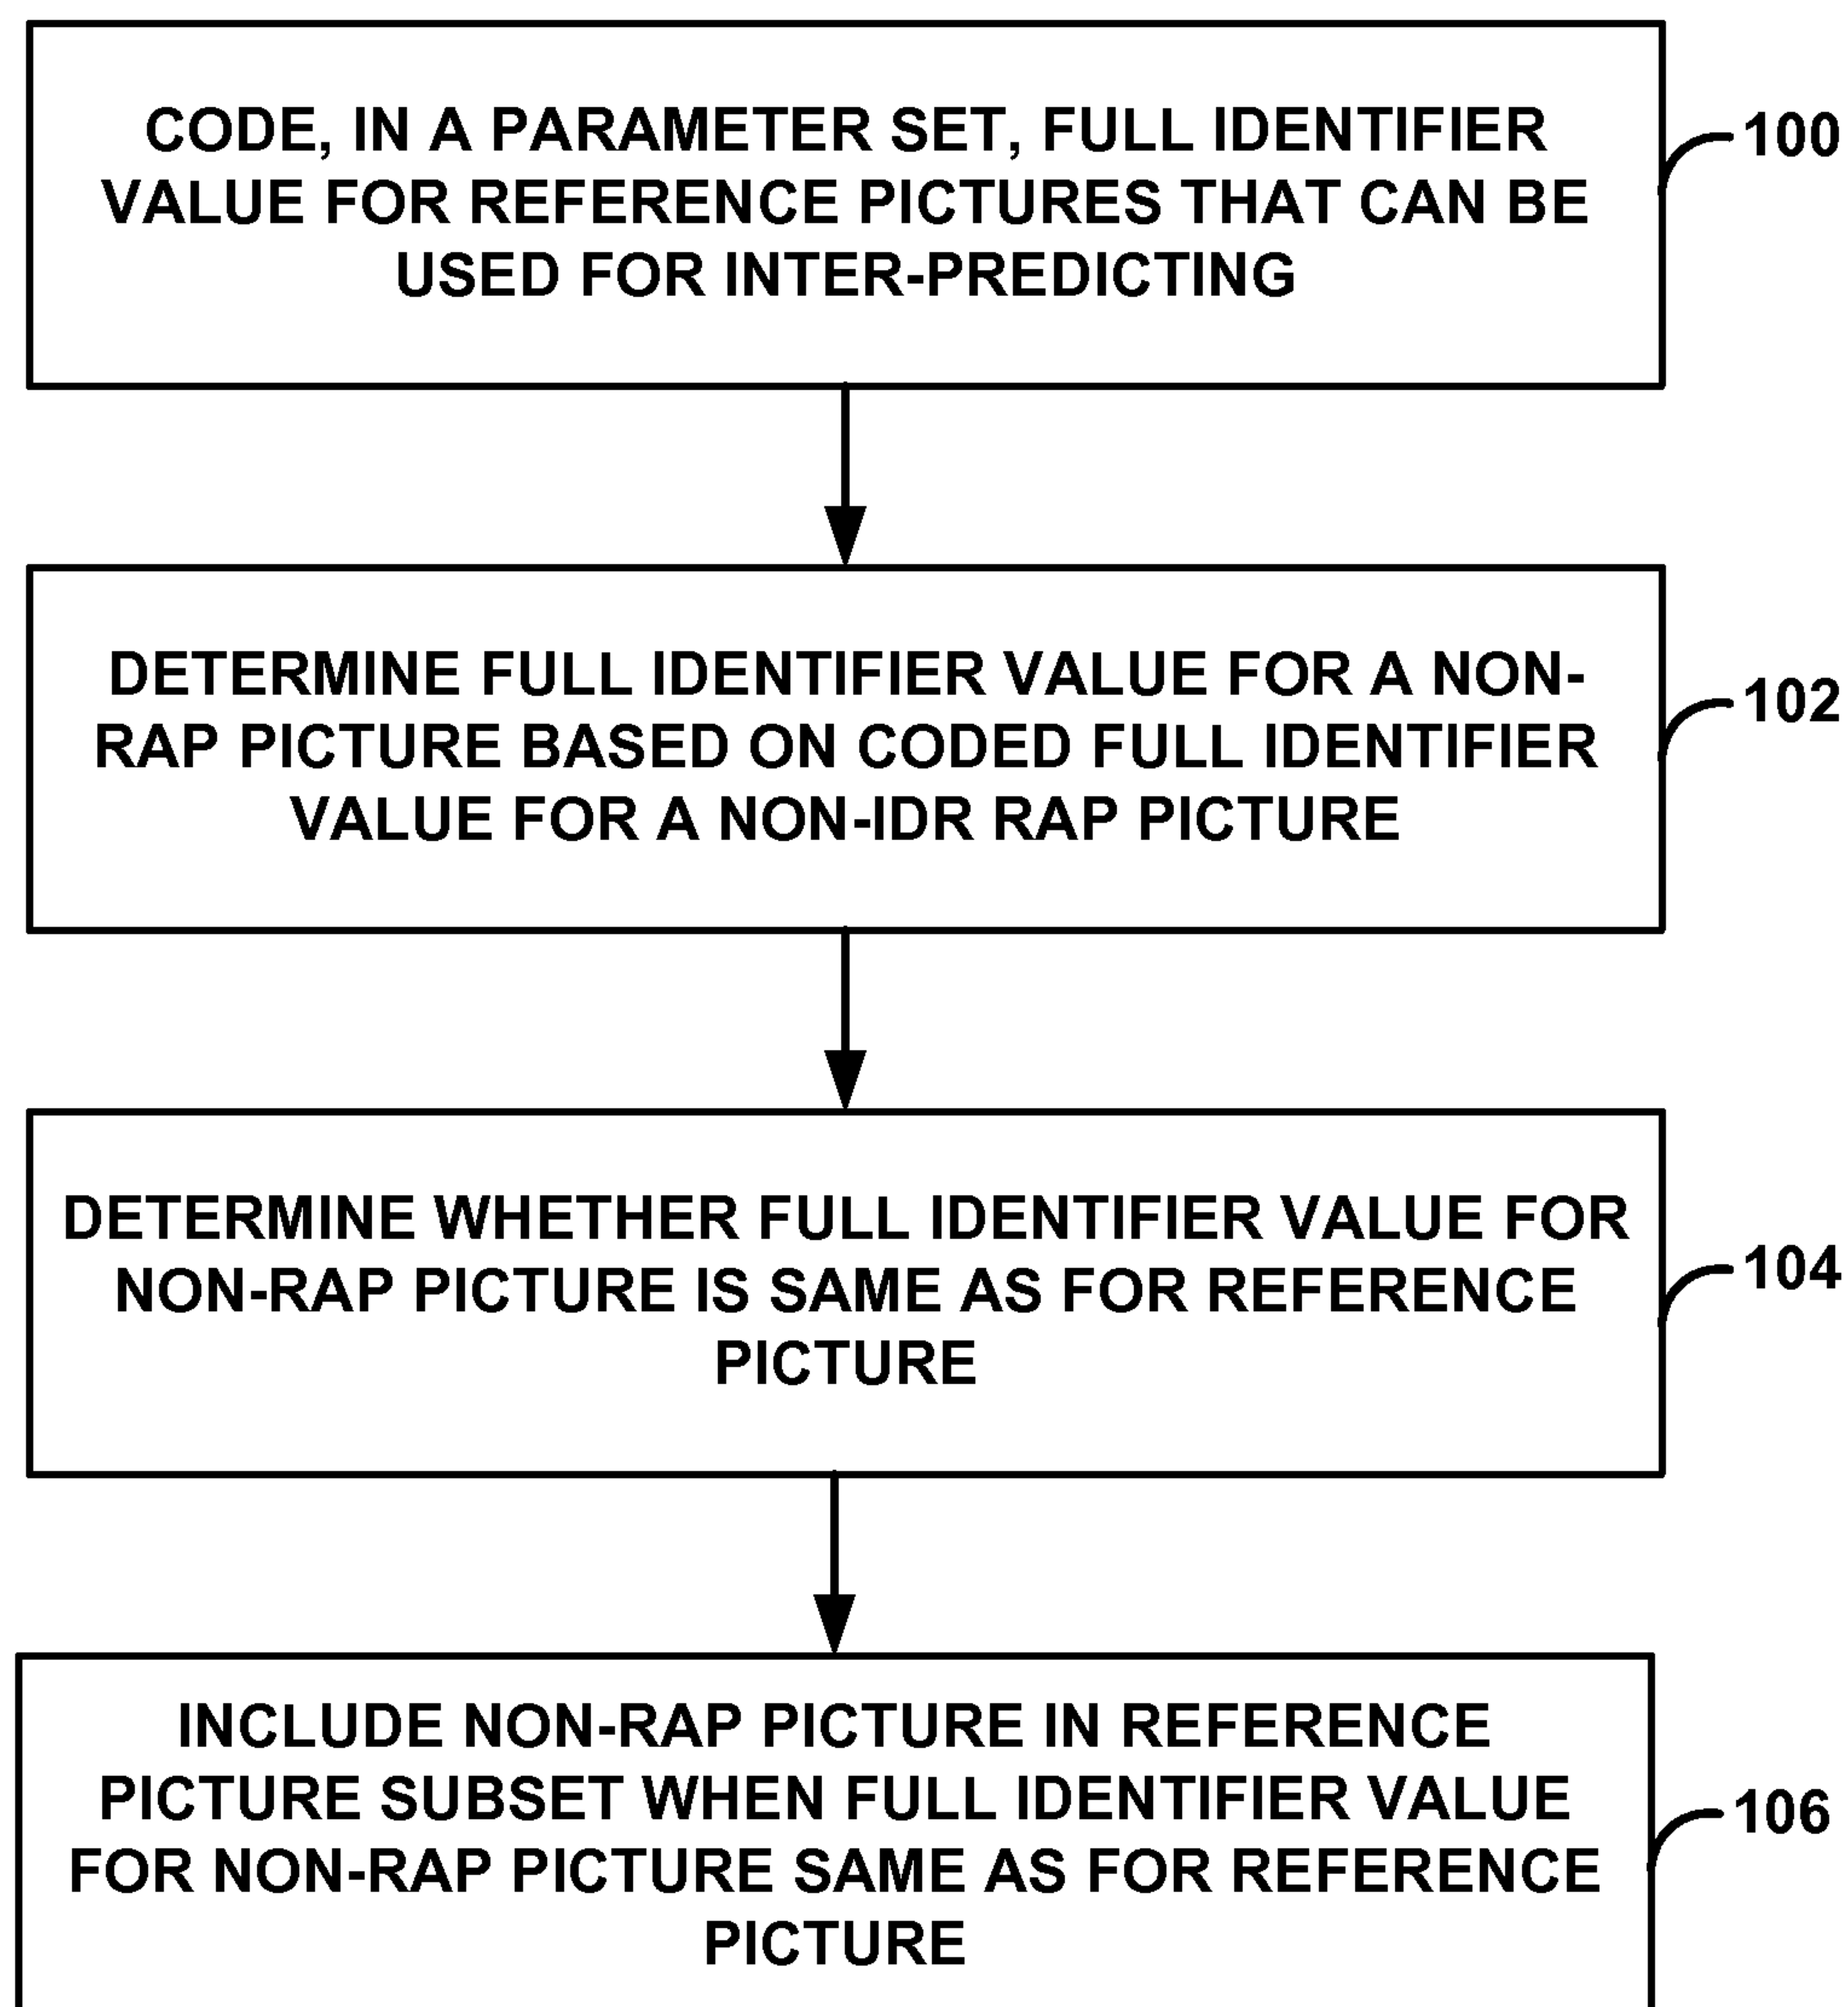 CODE, IN A PARAMETER SET, FULL IDENTIFIER
VALUE FOR REFERENCE PICTURES THAT CAN BE
USED FOR INTER-PREDICTING
100
DETERMINE FULL IDENTIFIER VALUE FOR A NON-
RAP PICTURE BASED ON CODED FULL IDENTIFIER
VALUE FOR A NON-IDR RAP PICTURE
102
DETERMINE WHETHER FULL IDENTIFIER VALUE FOR
NON-RAP PICTURE IS SAME AS FOR REFERENCE
PICTURE
104
INCLUDE NON-RAP PICTURE IN REFERENCE
PICTURE SUBSET WHEN FULL IDENTIFIER VALUE
FOR NON-RAP PICTURE SAME AS FOR REFERENCE
PICTURE
106